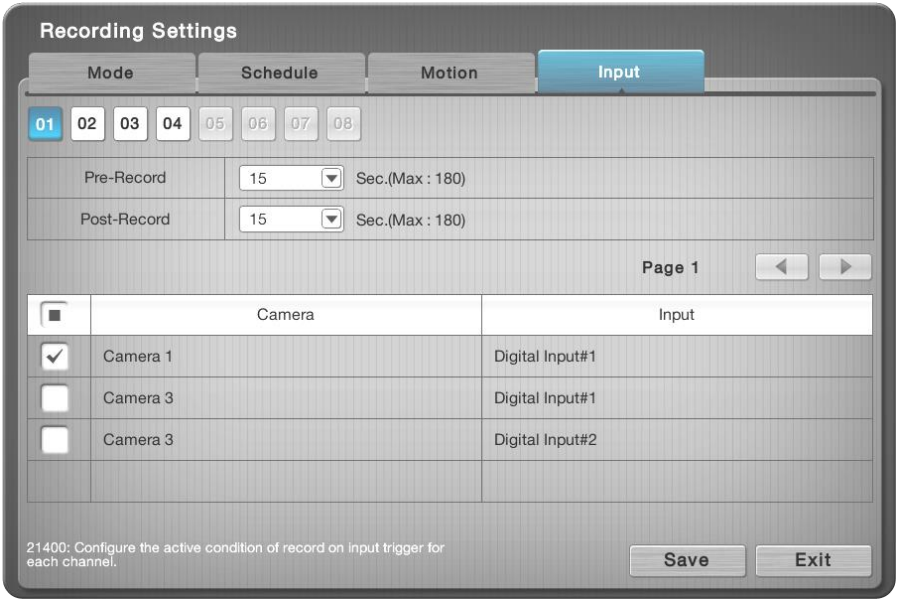 Recording Settings
Mode Schedule Motion Input
01 02 03 04 05 06 07 08
Pre-Record 15 Sec.(Max : 180)
Post-Record 15 Sec.(Max : 180)
Page 1
Camera Input
Camera 1 Digital Input#1
Camera 3 Digital Input#1
Camera 3 Digital Input#2
21400: Configure the active condition of record on input trigger for
each channel.
Save Exit